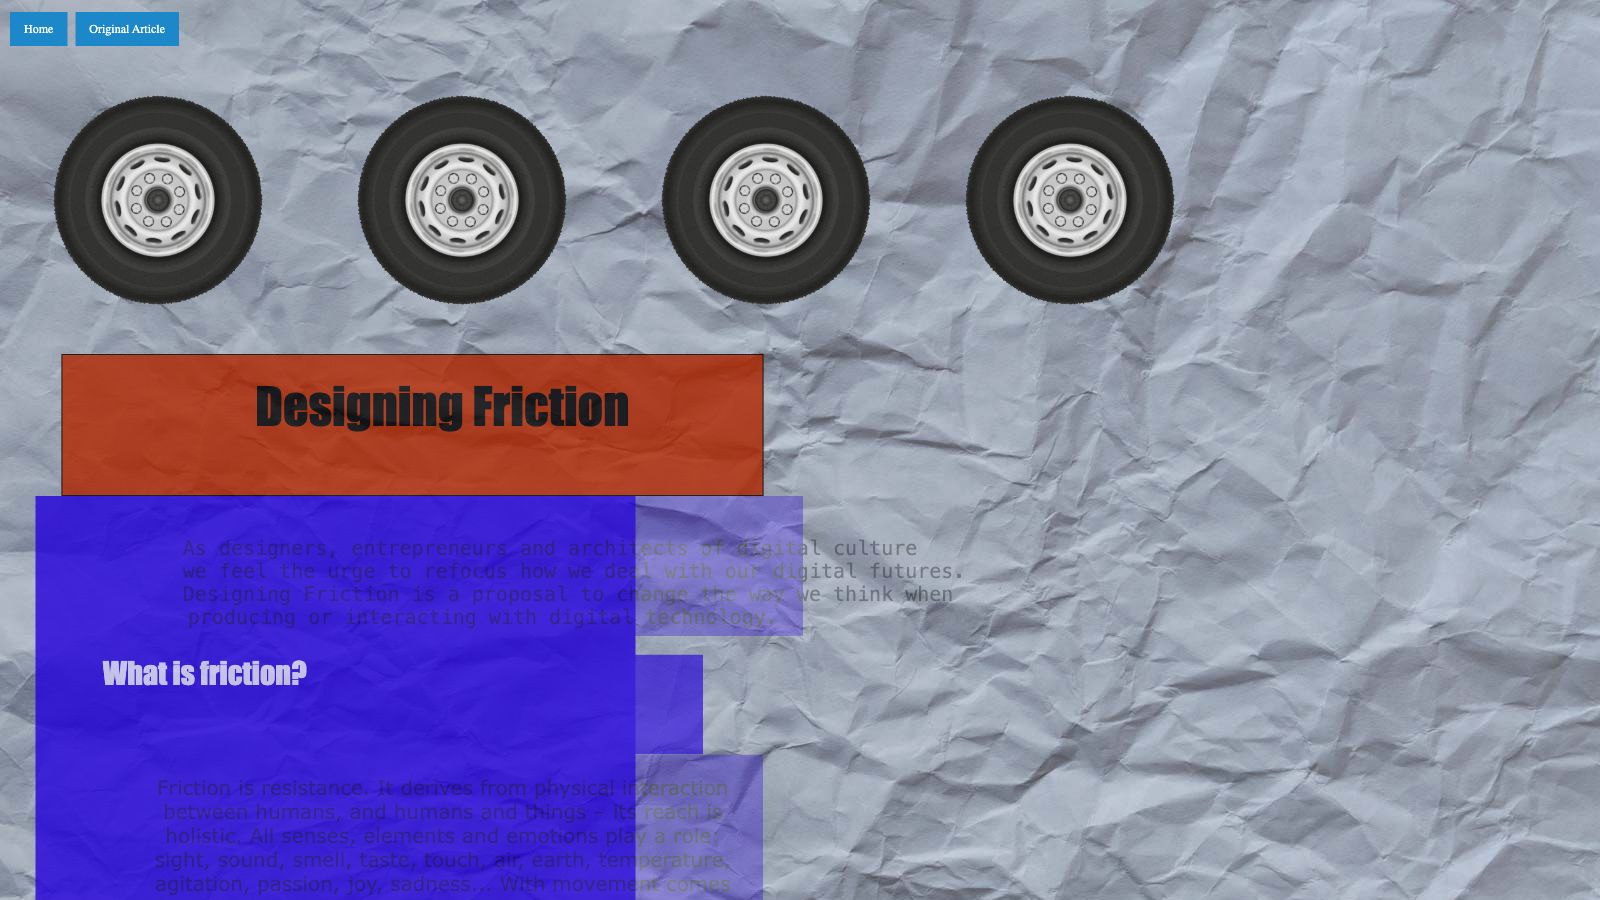 Home
Original Article
Designing Friction
As designers, entrepreneurs and architects of digital culture
we feel the urge to refocus how we deal with our digital futures.
Designing Friction is a proposal to change the way we think when
producing or interacting with digital technology.
What is friction?
Friction is resistance. It derives from physical interaction
between humans, and humans and things – its reach is
holistic. All senses, elements and emotions play a role:
sight, sound, smell, taste, touch, air, earth, temperature,
agitation, passion, joy, sadness... With movement comes